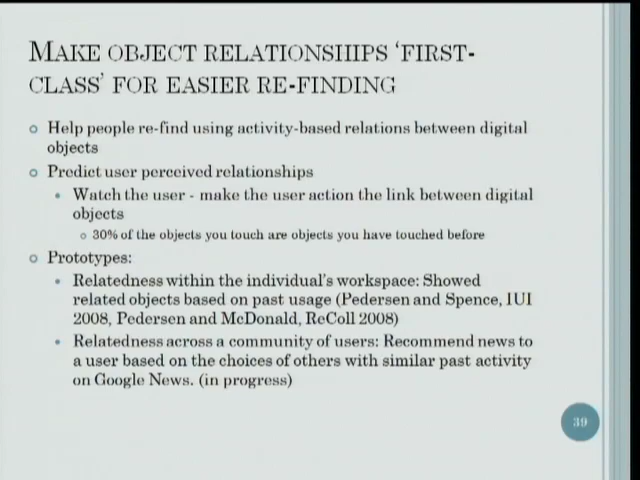 MAKE OBJECT RELATIONSHIPS 'FIRST-
CLASS' FOR EASIER RE-FINDING
Help people re-find using activity-based relations between digital
objects
Predict user perceived relationships
Watch the user - make the user action the link between digital
objects
30% of the objects you touch are objects you have touched before
Prototypes:
Relatedness within the individual's workspace: Showed
related objects based on past usage (Pedersen and Spence, IUI
2008, Pedersen and McDonald, ReColl 2008)
Relatedness across a community of users: Recommend news to
a user based on the choices of others with similar past activity
on Google News. (in progress)
39